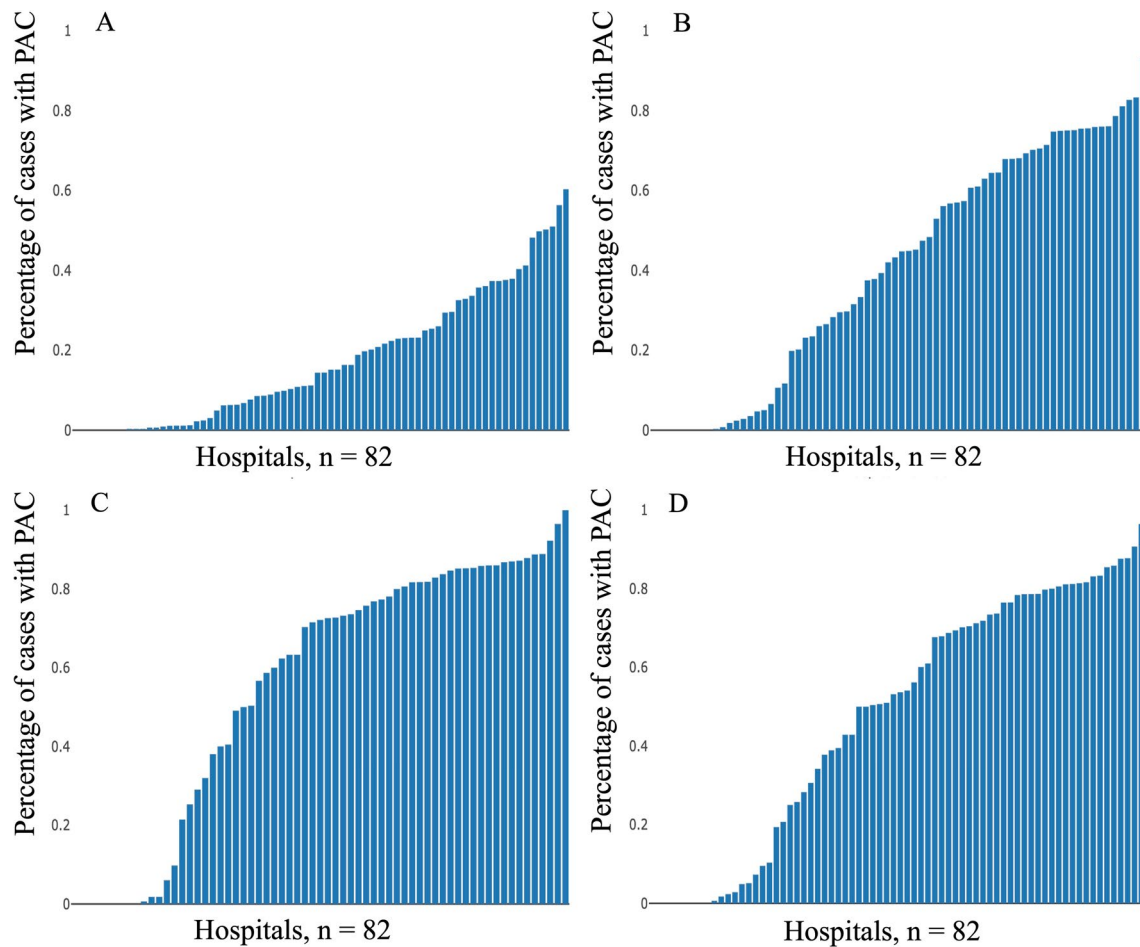 A
Percentage of cases with PAC
1
0.8
0.6
0.4
0.2
0
Hospitals, n = 82
B
Percentage of cases with PAC
1
0.8
0.6
0.4
0.2
0
Hospitals, n = 82
C
Percentage of cases with PAC
1
0.8
0.6
0.4
0.2
0
Hospitals, n = 82
D
Percentage of cases with PAC
1
0.8
0.6
0.4
0.2
0
Hospitals, n = 82